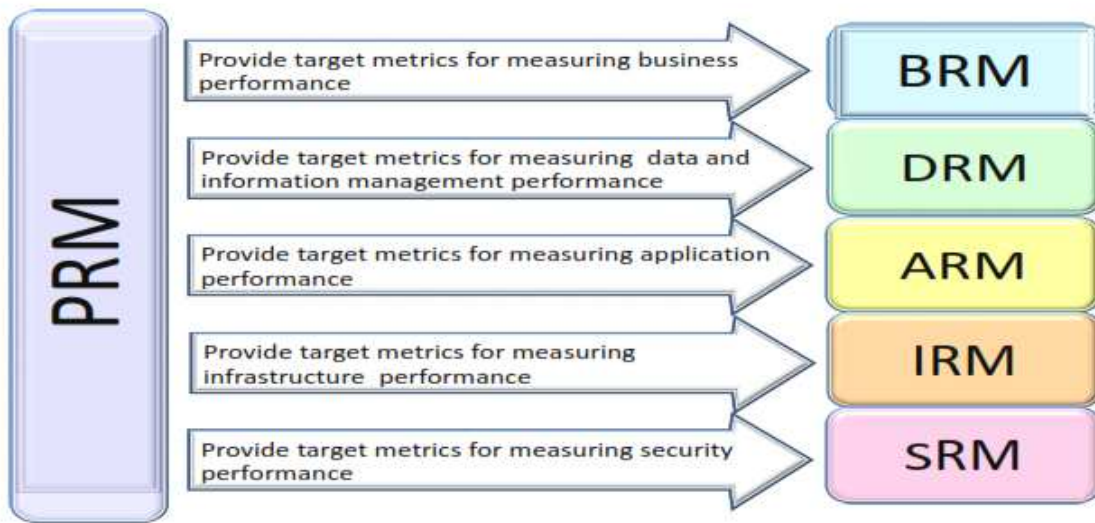 PRM
Provide target metrics for measuring business
performance
BRM
Provide target metrics for measuring data and
information management performance
DRM
Provide target metrics for measuring application
performance
ARM
Provide target metrics for measuring
infrastructure performance
IRM
Provide target metrics for measuring security
performance
sRM